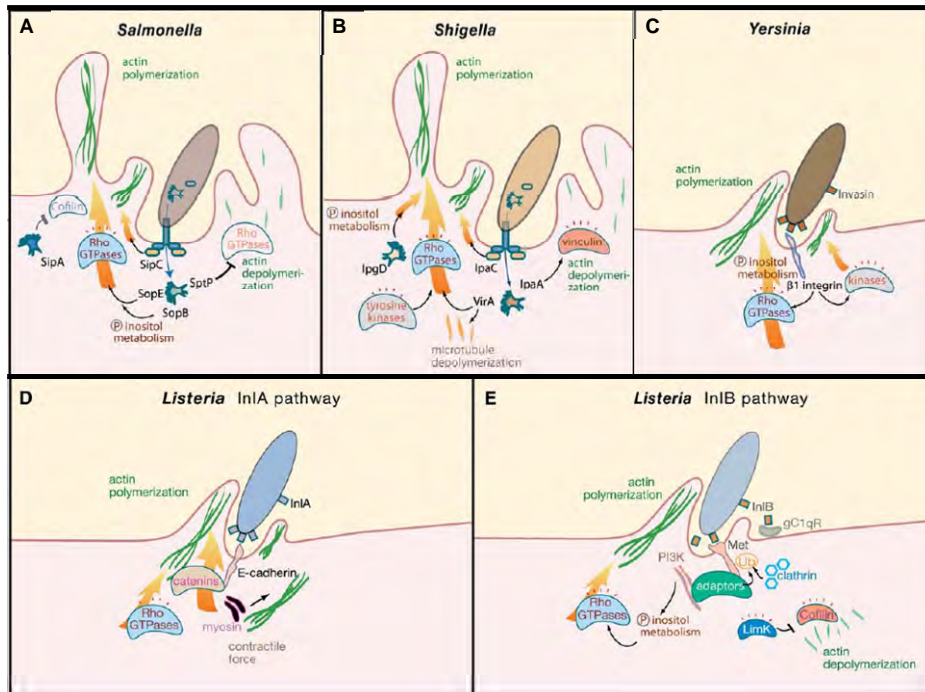 A
Salmonella
actin
polymerization
Cofilin
SipA
Rho
GTPases
SipC
SptP
Rho
GTPases
actin
depolymeri-
zation
SopE
SopB
P inositol
metabolism
B
Shigella
actin
polymerization
P inositol
metabolism
IpgD
Rho
GTPases
IpaC
vinculin
IpaA
actin
depolymeri-
zation
tyrosine
kinases
VirA
microtubule
depolymerization
C
Yersinia
actin
polymerization
Invasin
P inositol
metabolism
β1 integrin
Rho
GTPases
kinases
D
Listeria InlA pathway
actin
polymerization
InlA
E-cadherin
catenins
Rho
GTPases
myosin
contractile
force
E
Listeria InlB pathway
actin
polymerization
InlB
gC1qR
Met
PI3K
Ub
clathrin
adaptors
Rho
GTPases
P inositol
metabolism
LimK
Cofilin
actin
depolymerization